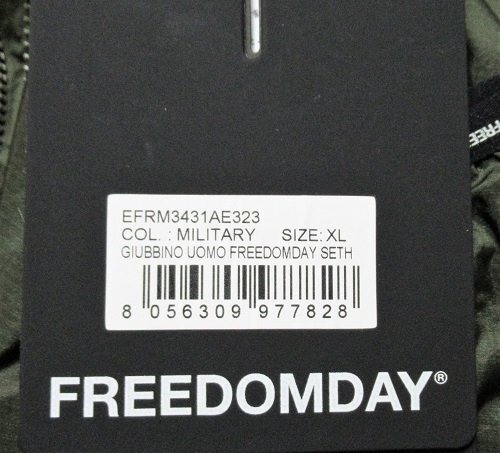 EFRM3431AE323
COL. : MILITARY SIZE: XL
GIUBBINO UOMO FREEDOMDAY SETH
8 056309 977828
FREEDOMDAY®